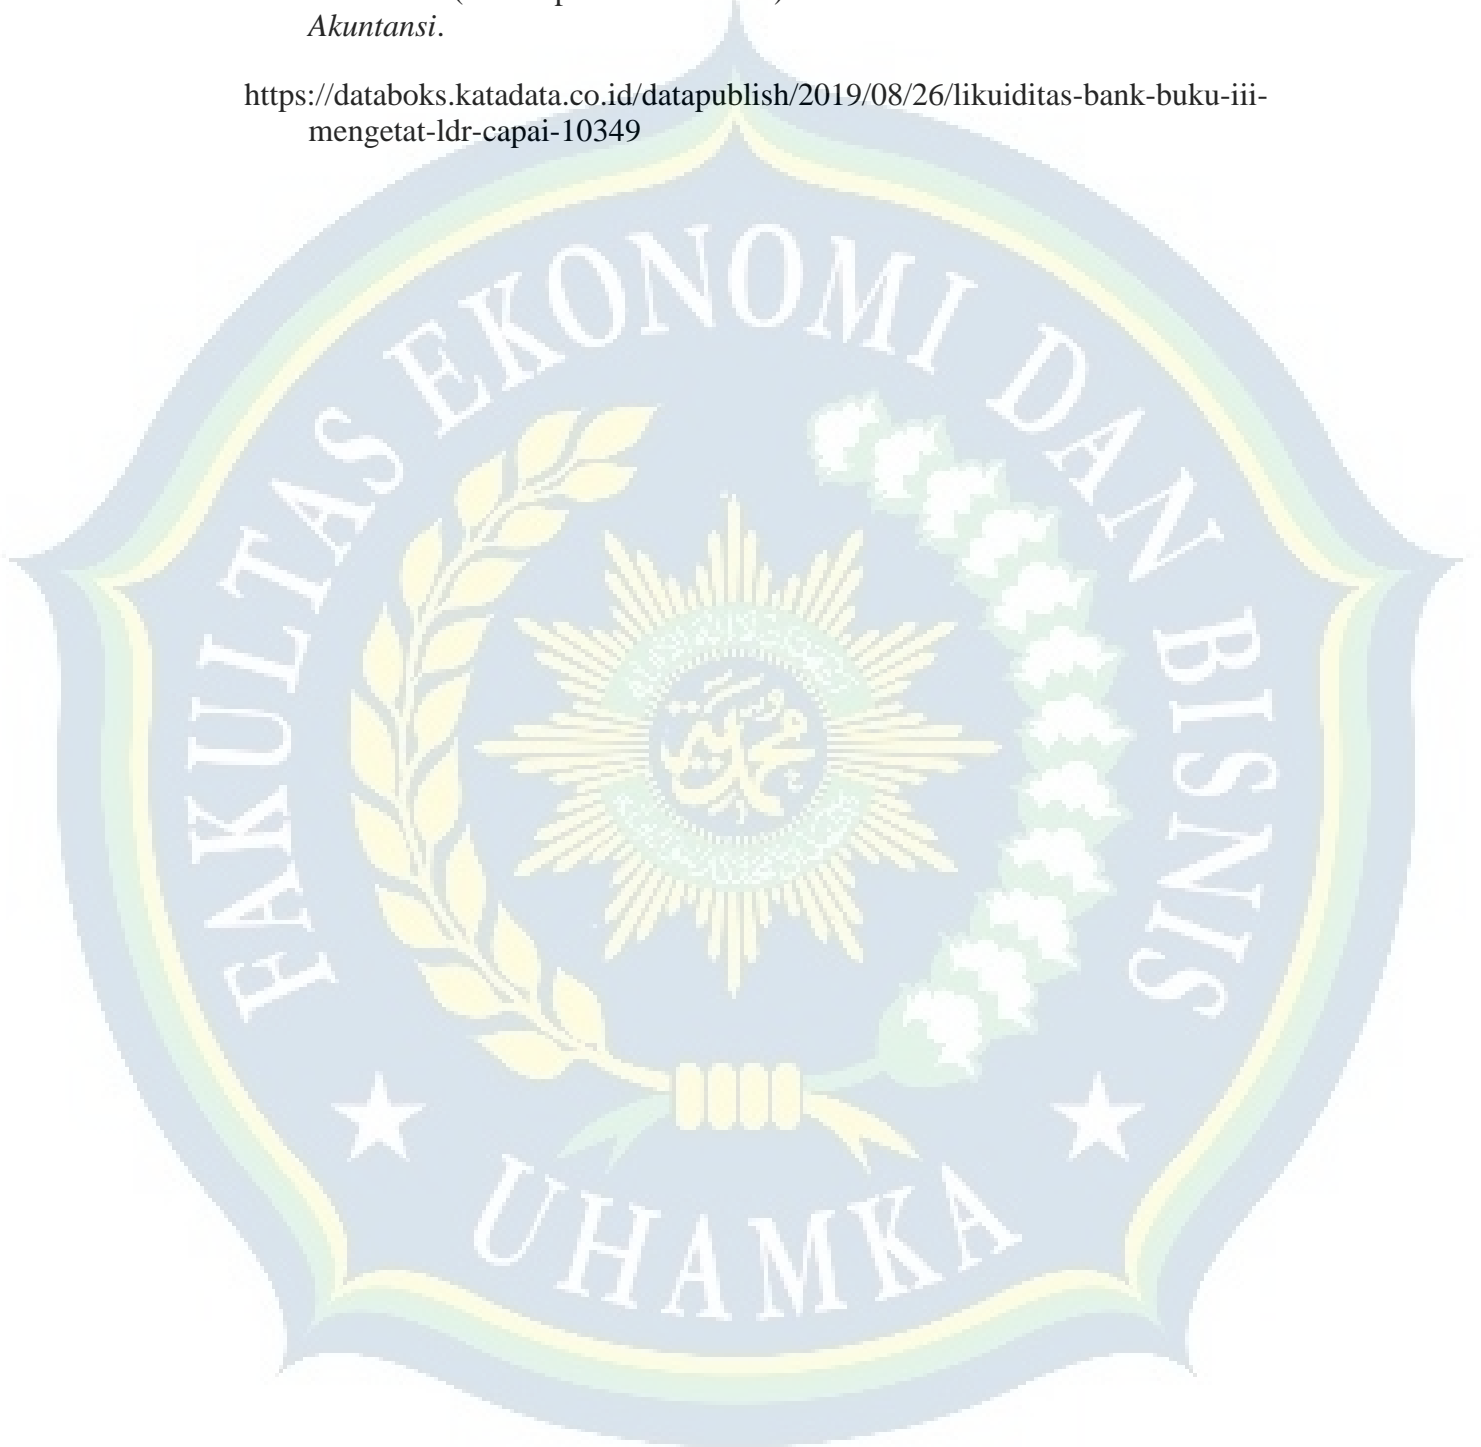 Akuntansi.
https://databoks.katadata.co.id/datapublish/2019/08/26/likuiditas-bank-buku-iii-
mengetat-ldr-capai-10349
FAKULTAS EKONOMI DAN BISNIS
محمدية
UHAMKA